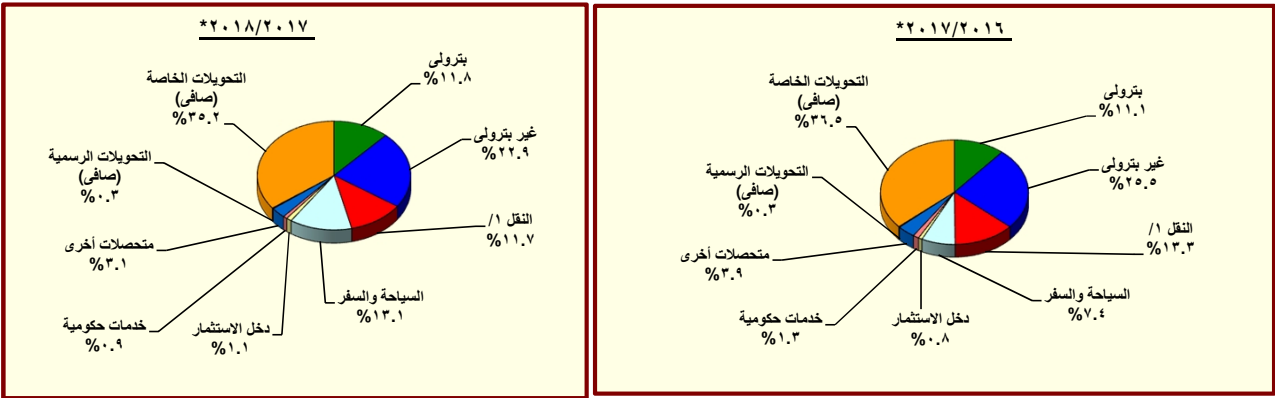 *٢٠١٧/٢٠١٦
بترولى
%١١.١
غير بترولى
%٢٥.٥
النقل ١/
%١٣.٣
السياحة والسفر
%٧.٤
دخل الاستثمار
%٠.٨
خدمات حكومية
%١.٣
متحصلات أخرى
%٣.٩
التحويلات الرسمية
(صافى)
%٠.٣
التحويلات الخاصة
(صافى)
%٣٦.٥
*٢٠١٨/٢٠١٧
بترولى
%١١.٨
غير بترولى
%٢٢.٩
النقل ١/
%١١.٧
السياحة والسفر
%١٣.١
دخل الاستثمار
%١.١
خدمات حكومية
%٠.٩
متحصلات أخرى
%٣.١
التحويلات الرسمية
(صافى)
%٠.٣
التحويلات الخاصة
(صافى)
%٣٥.٢